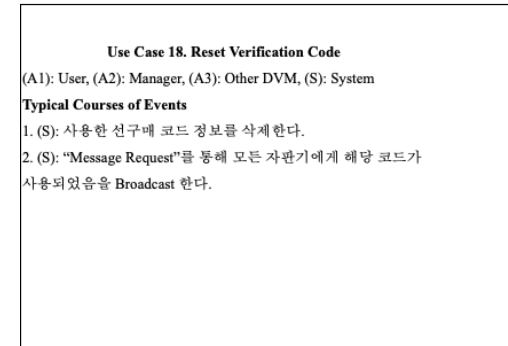 Use Case 18. Reset Verification Code
(A1): User, (A2): Manager, (A3): Other DVM, (S): System
Typical Courses of Events
1. (S): 사용한 선구매 코드 정보를 삭제한다.
2. (S): “Message Request”를 통해 모든 자판기에게 해당 코드가
사용되었음을 Broadcast 한다.